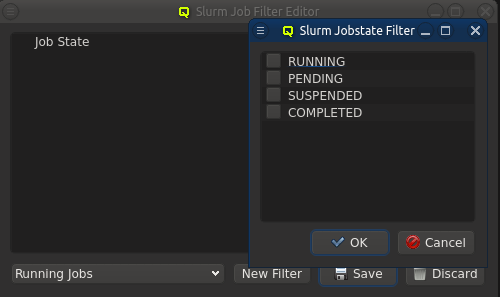 Slurm Job Filter Editor
Job State
Slurm Jobstate Filter
RUNNING
PENDING
SUSPENDED
COMPLETED
OK
Cancel
Running Jobs
New Filter
Save
Discard